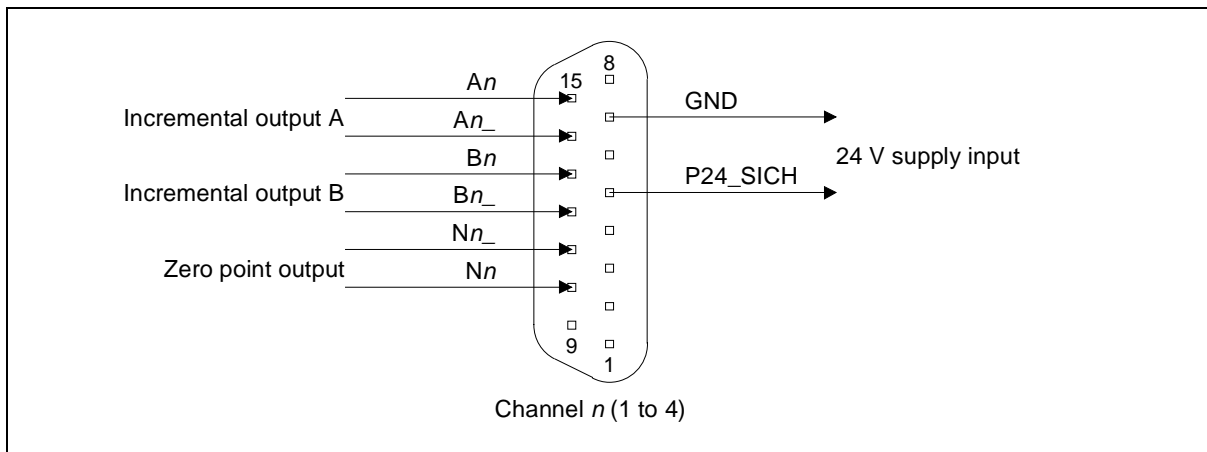 8
15
An
GND
Incremental output A
An_
24 V supply input
Bn
P24_SICH
Incremental output B
Bn_
Nn_
Zero point output
Nn
9
1
Channel n (1 to 4)